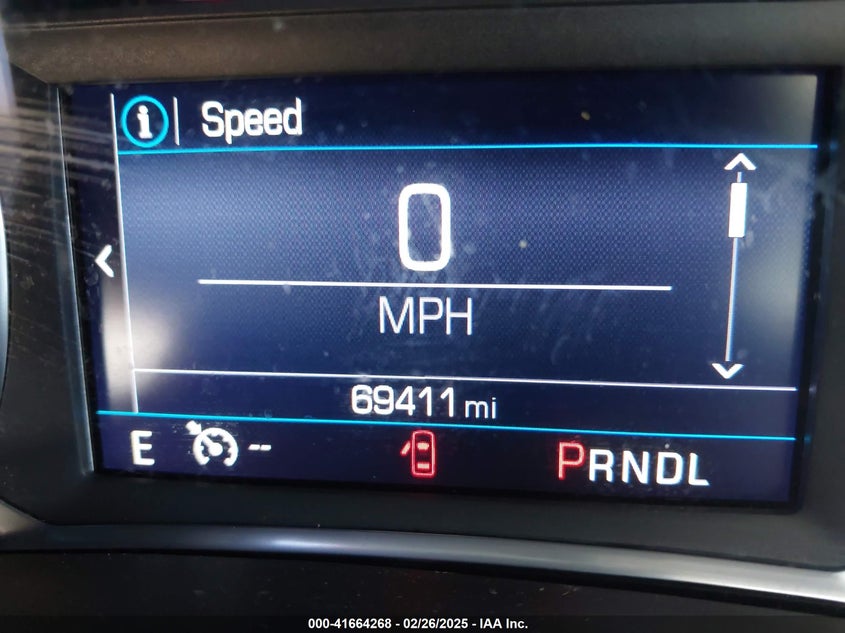 i | Speed
0
MPH
69411 mi
E -- PRNDL
000-41664268 - 02/26/2025 - IAA Inc.